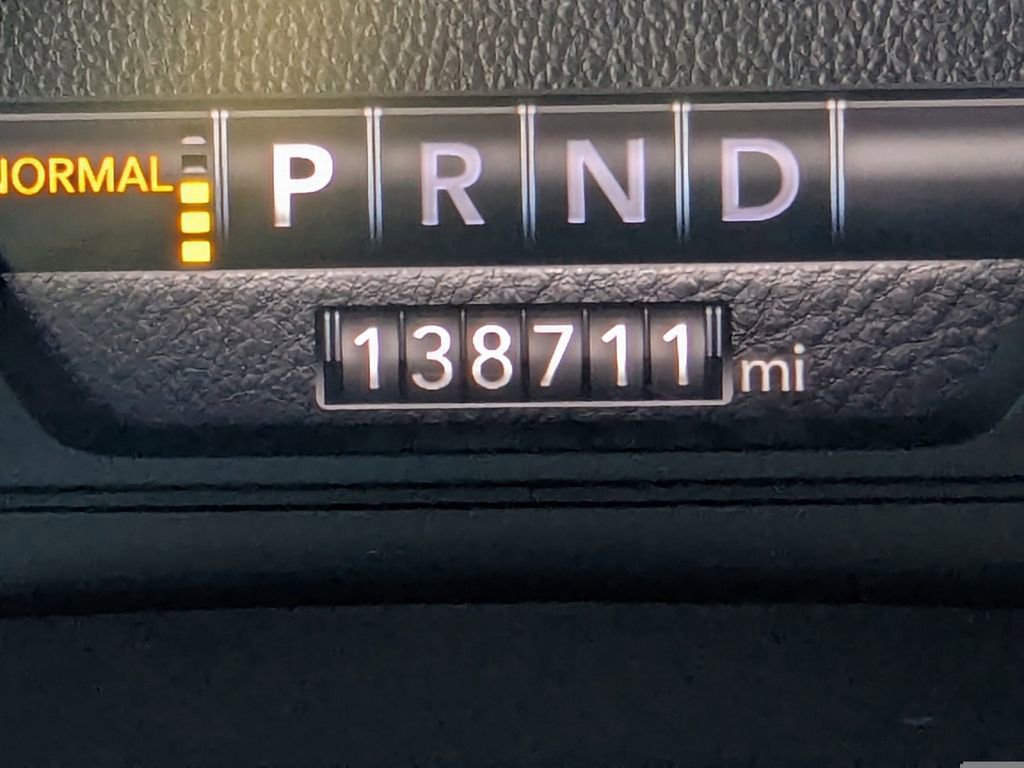 NORMAL P R N D
138711 mi